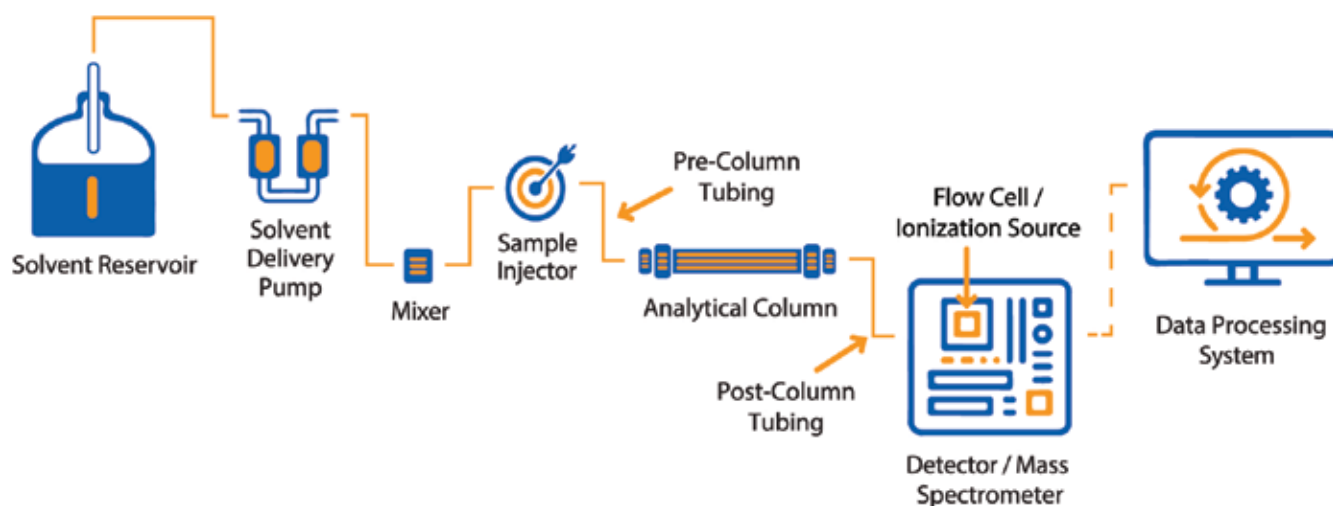 Solvent Reservoir
Solvent
Delivery
Pump
Mixer
Sample
Injector
Pre-Column
Tubing
Analytical Column
Post-Column
Tubing
Flow Cell /
Ionization Source
Detector / Mass
Spectrometer
Data Processing
System